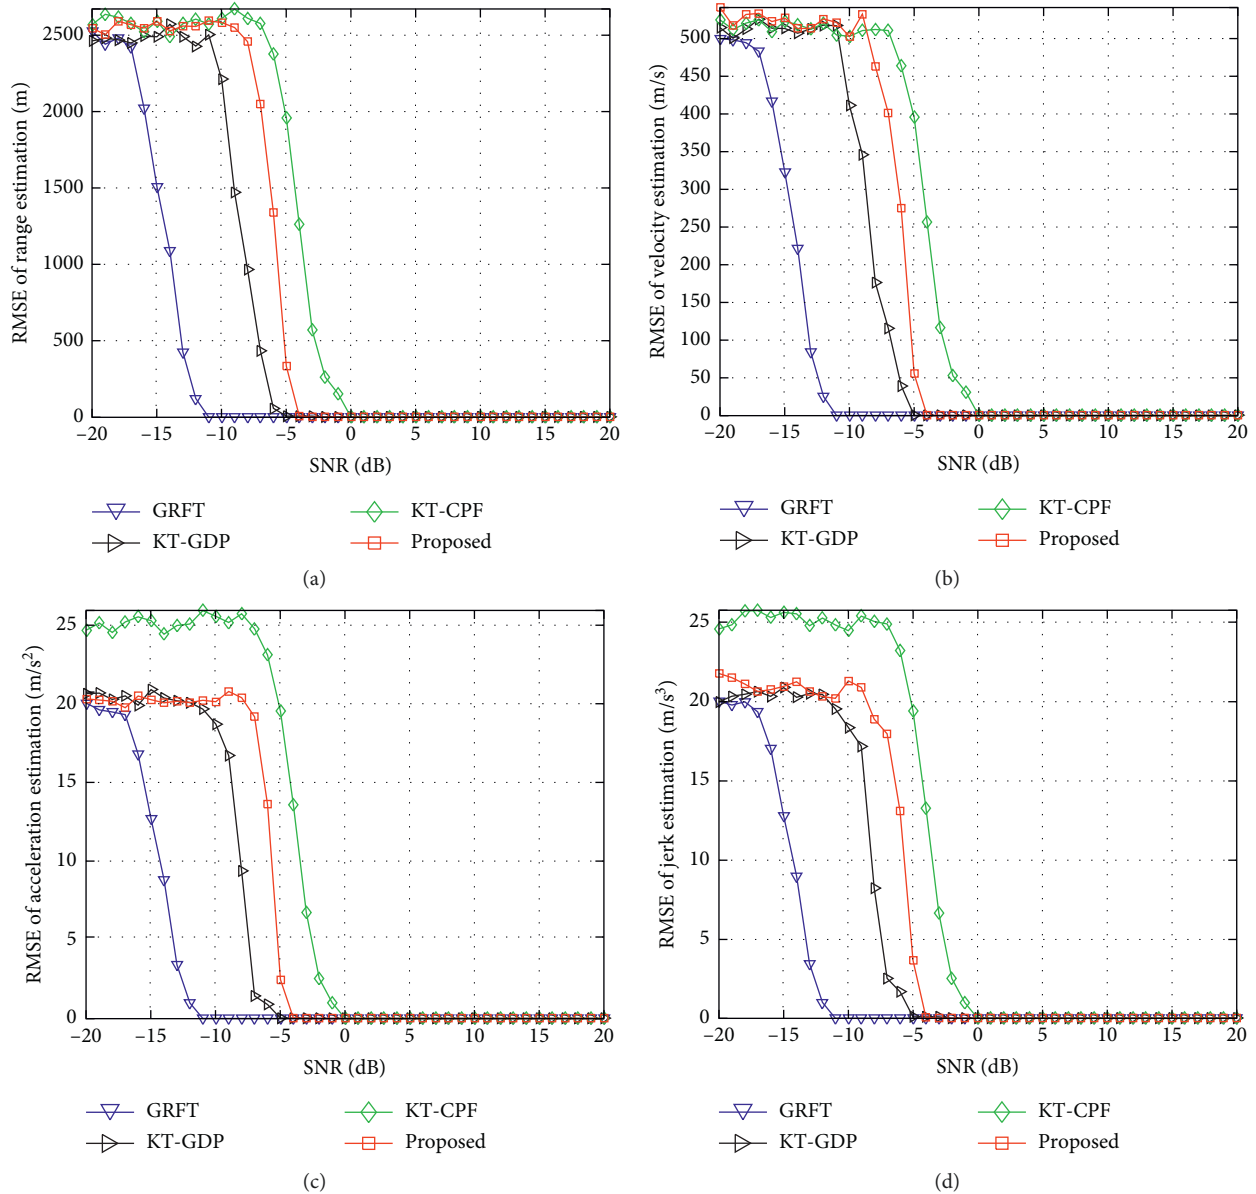 RMSE of range estimation (m)
2500
2000
1500
1000
500
0
−20 −15 −10 −5 0 5 10 15 20
SNR (dB)
GRFT
KT-GDP
KT-CPF
Proposed
(a)
RMSE of velocity estimation (m/s)
500
450
400
350
300
250
200
150
100
50
0
−20 −15 −10 −5 0 5 10 15 20
SNR (dB)
GRFT
KT-GDP
KT-CPF
Proposed
(b)
RMSE of acceleration estimation (m/s²)
25
20
15
10
5
0
−20 −15 −10 −5 0 5 10 15 20
SNR (dB)
GRFT
KT-GDP
KT-CPF
Proposed
(c)
RMSE of jerk estimation (m/s³)
25
20
15
10
5
0
−20 −15 −10 −5 0 5 10 15 20
SNR (dB)
GRFT
KT-GDP
KT-CPF
Proposed
(d)